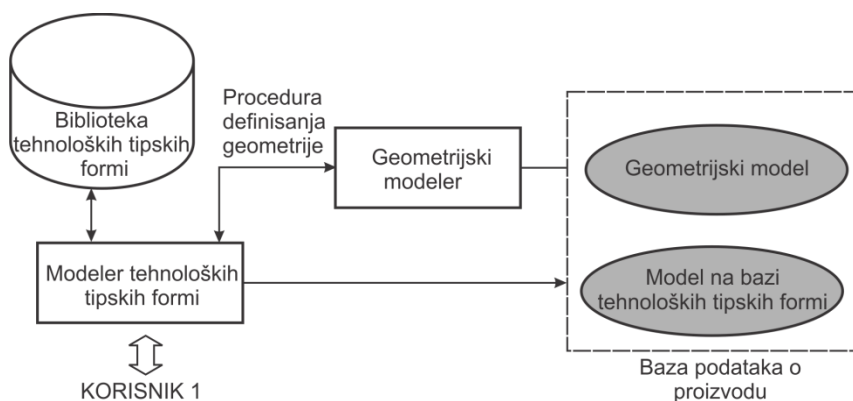 Biblioteka
tehnoloških tipskih
formi
Procedura
definisanja
geometrije
Geometrijski
modeler
Geometrijski model
Modeler tehnoloških
tipskih formi
Model na bazi
tehnoloških tipskih formi
KORISNIK 1
Baza podataka o
proizvodu